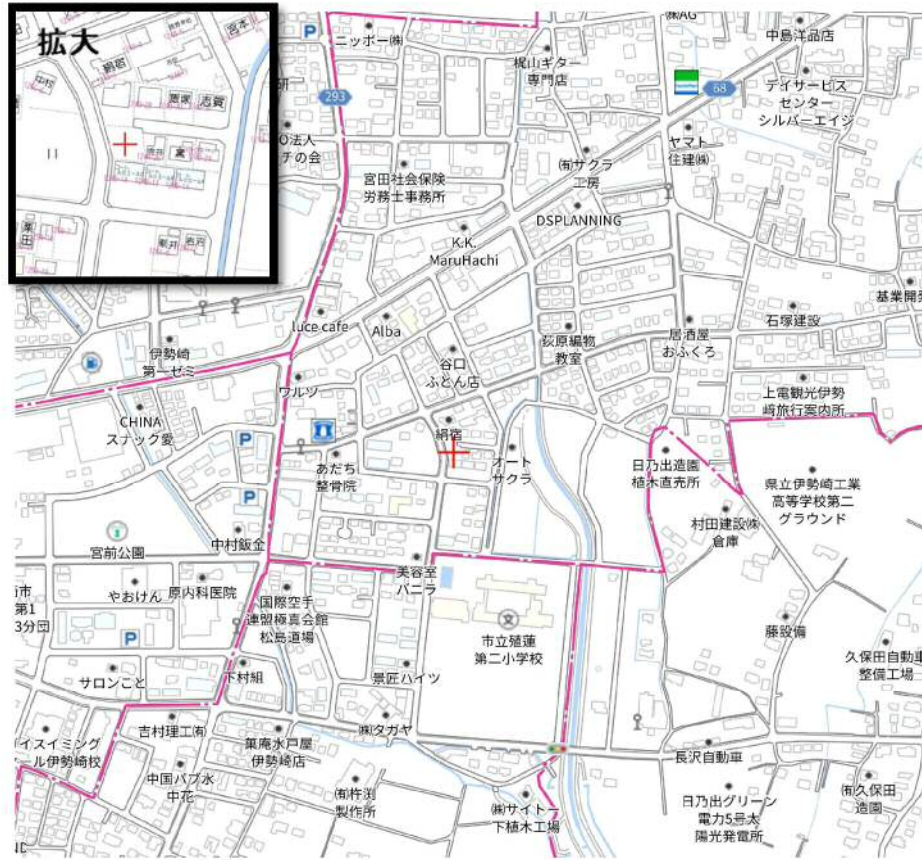 拡大
絹宿
宮本
中村
恵塚
志賀
栗田
ニッポー㈱
㈱AG
中島洋品店
梶山ギター
専門店
293
68
デイサービス
センター
シルバーエイジ
ヤマト
住建㈱
㈲サクラ
工房
宮田社会保険
労務士事務所
DSPLANNING
K.K.
MaruHachi
luce cafe
Alba
荻原編物
教室
居酒屋
おふくろ
石塚建設
伊勢崎
第一ゼミ
谷口
ふとん店
ワルツ
上電観光伊勢
崎旅行案内所
CHINA
スナック愛
絹宿
あだち
整骨院
オート
サクラ
日乃出造園
植木直売所
県立伊勢崎工業
高等学校第二
グラウンド
村田建設㈱
倉庫
宮前公園
中村鈑金
美容室
バニラ
やおけん
原内科医院
国際空手
連盟極真会館
松島道場
市立殖蓮
第二小学校
藤設備
久保田自動車
整備工場
サロンこと
下村組
景匠ハイツ
吉村理工㈲
㈱タガヤ
菓庵水戸屋
伊勢崎店
長沢自動車
中国パブ水
中花
㈲杵渕
製作所
㈱サイトー
下植木工場
日乃出グリーン
電力5号太
陽光発電所
㈲久保田
造園
P
P
P
P